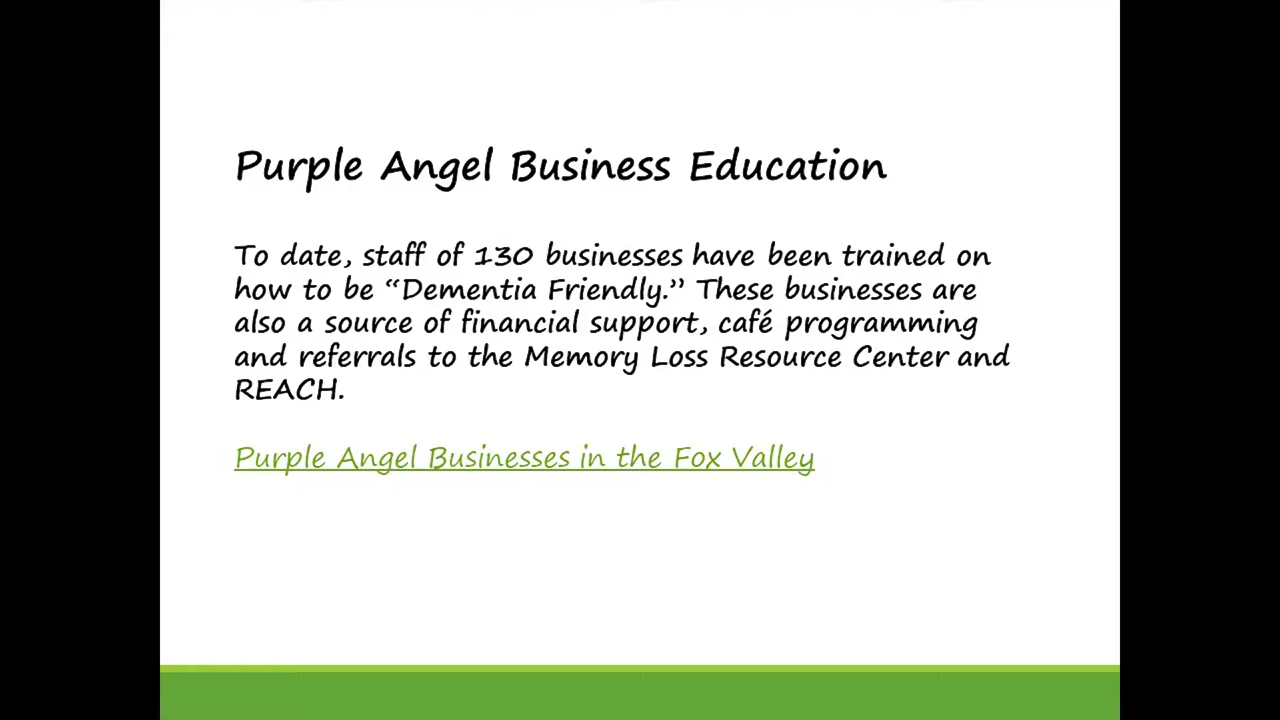 Purple Angel Business Education
To date, staff of 130 businesses have been trained on
how to be “Dementia Friendly.” These businesses are
also a source of financial support, café programming
and referrals to the Memory Loss Resource Center and
REACH.
Purple Angel Businesses in the Fox Valley